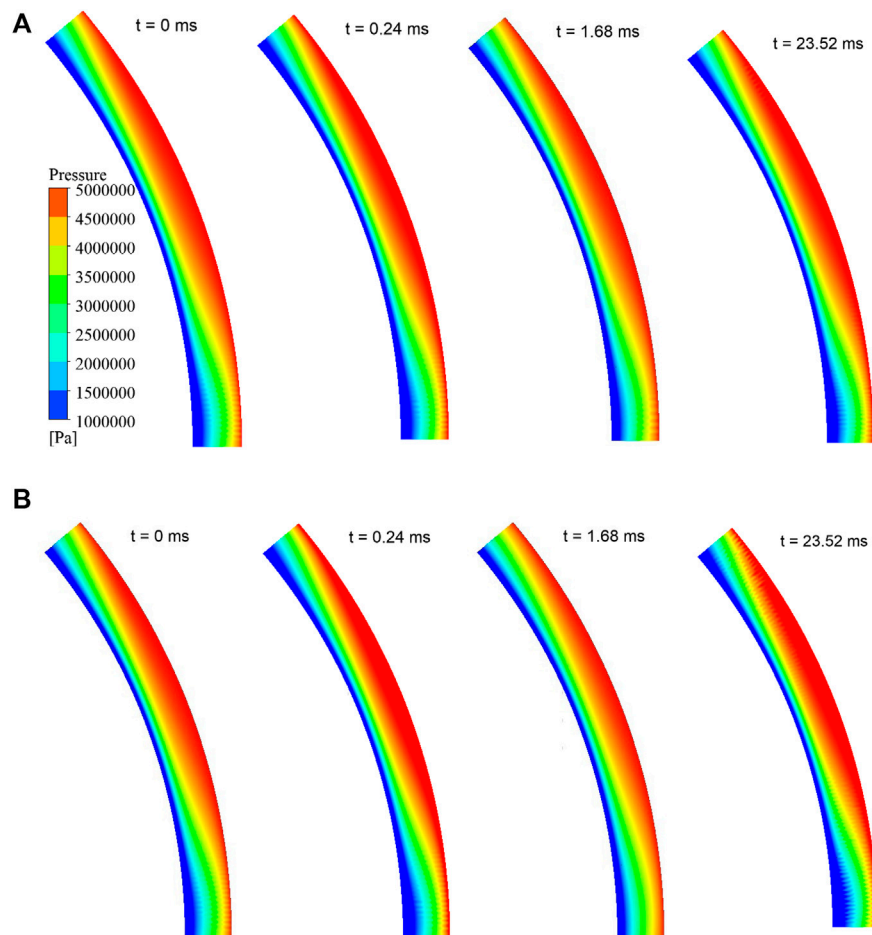 A
t = 0 ms
t = 0.24 ms
t = 1.68 ms
t = 23.52 ms
Pressure
5000000
4500000
4000000
3500000
3000000
2500000
2000000
1500000
1000000
[Pa]
B
t = 0 ms
t = 0.24 ms
t = 1.68 ms
t = 23.52 ms